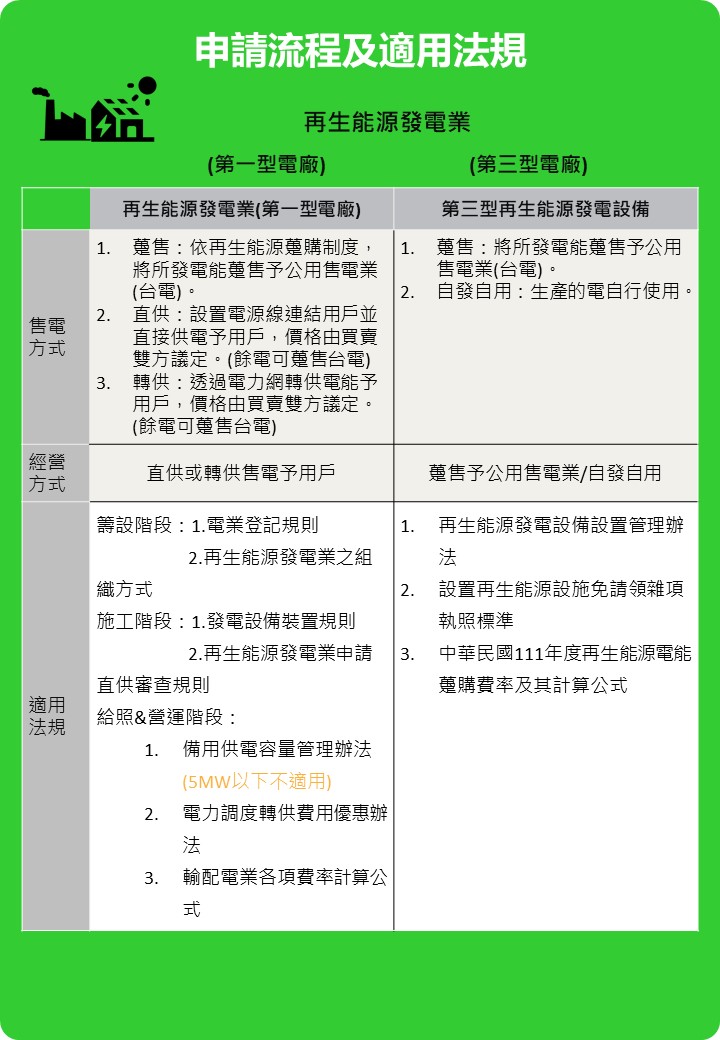 申請流程及適用法規
再生能源發電業
(第一型電廠) (第三型電廠)
再生能源發電業(第一型電廠) 第三型再生能源發電設備
售電
方式
1. 躉售：依再生能源躉購制度，
將所發電能躉售予公用售電業
(台電)。
2. 直供：設置電源線連結用戶並
直接供電予用戶，價格由買賣
雙方議定。(餘電可躉售台電)
3. 轉供：透過電力網轉供電能予
用戶，價格由買賣雙方議定。
(餘電可躉售台電)
1. 躉售：將所發電能躉售予公用
售電業(台電)。
2. 自發自用：生產的電自行使用。
經營
方式
直供或轉供售電予用戶
躉售予公用售電業/自發自用
適用
法規
籌設階段：1.電業登記規則
2.再生能源發電業之組
織方式
施工階段：1.發電設備裝置規則
2.再生能源發電業申請
直供審查規則
給照&營運階段：
1. 備用供電容量管理辦法
(5MW以下不適用)
2. 電力調度轉供費用優惠辦
法
3. 輸配電業各項費率計算公
式
1. 再生能源發電設備設置管理辦
法
2. 設置再生能源設施免請領雜項
執照標準
3. 中華民國111年度再生能源電能
躉購費率及其計算公式